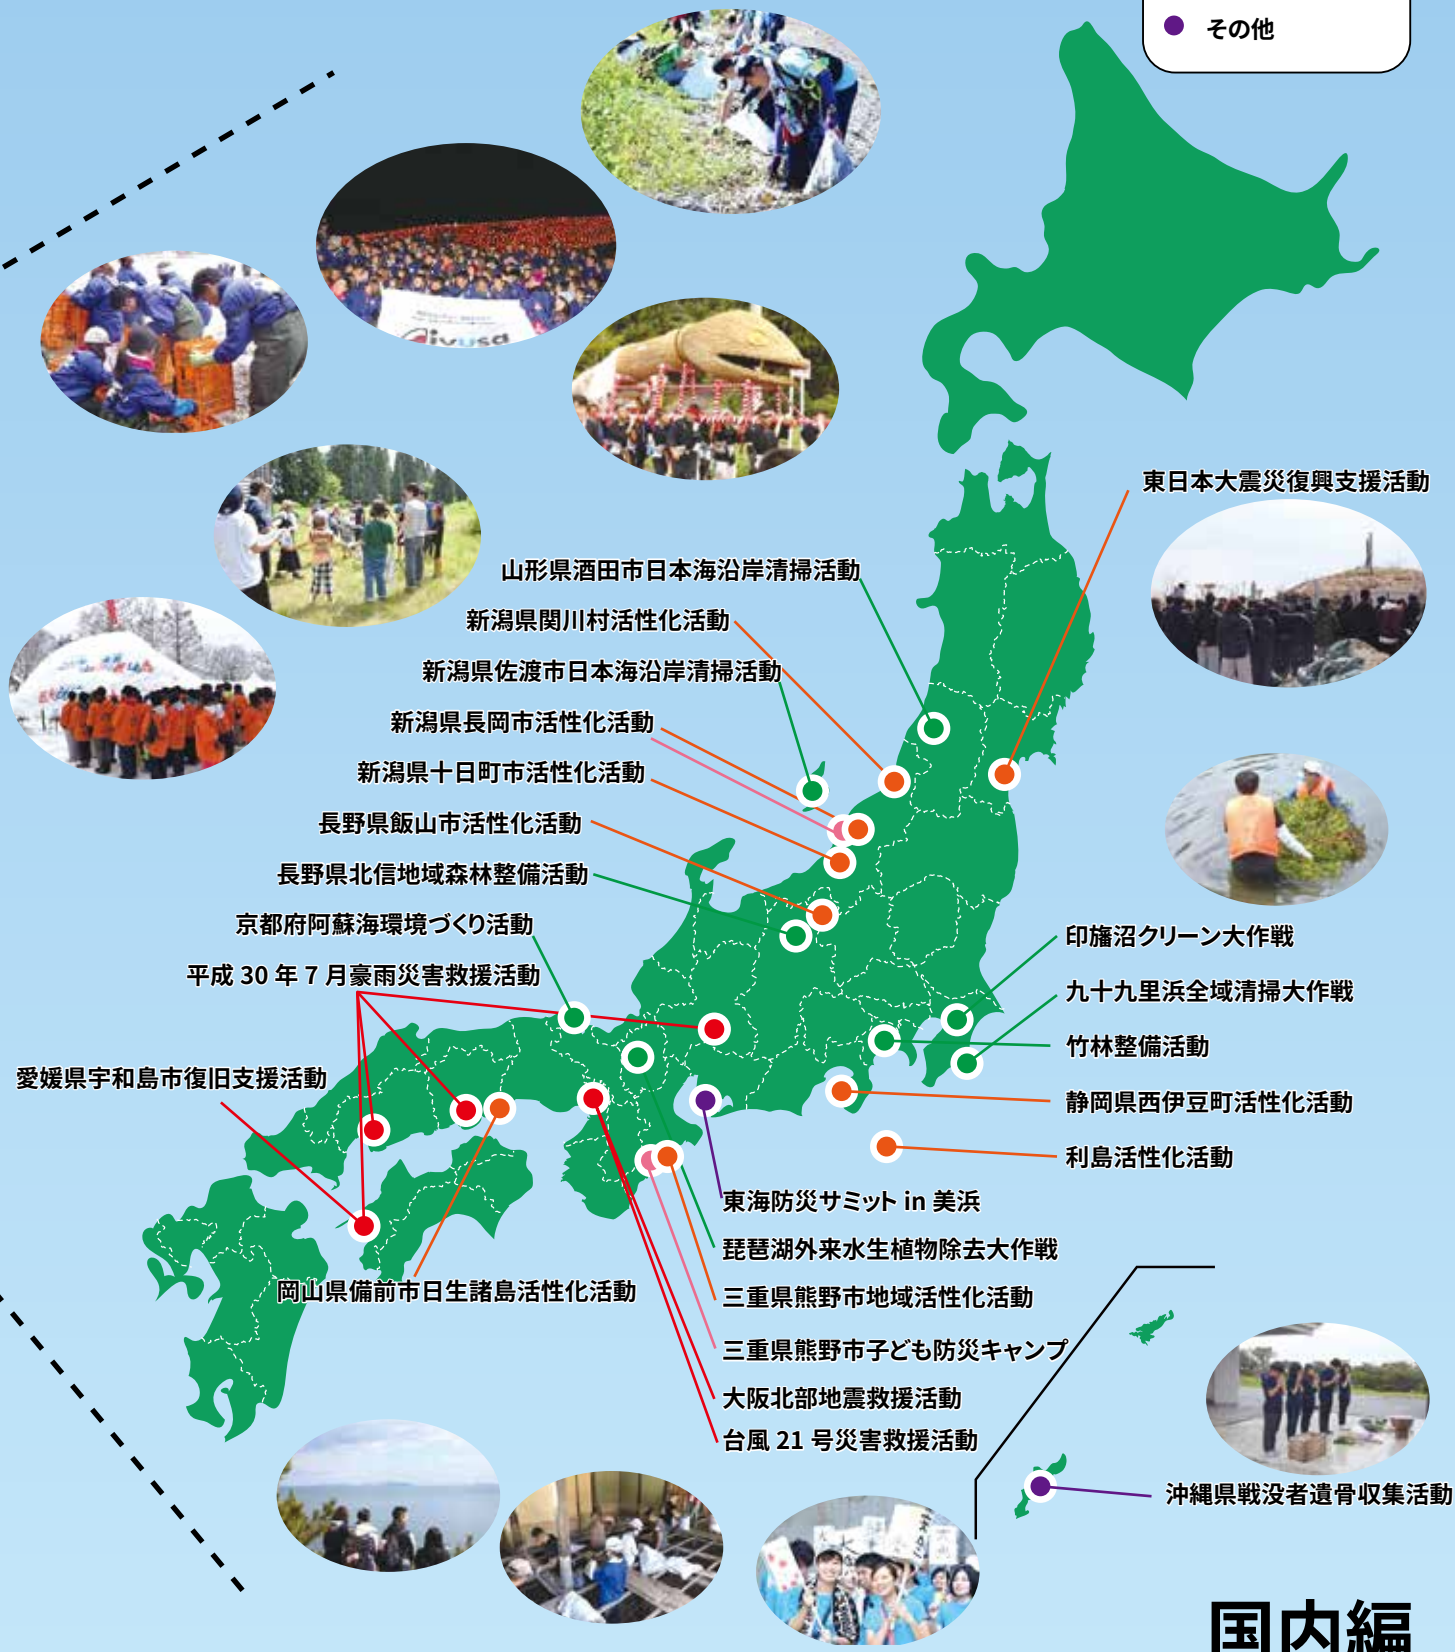 その他
ivusa
東日本大震災復興支援活動
山形県酒田市日本海沿岸清掃活動
新潟県関川村活性化活動
新潟県佐渡市日本海沿岸清掃活動
新潟県長岡市活性化活動
新潟県十日町市活性化活動
長野県飯山市活性化活動
長野県北信地域森林整備活動
京都府阿蘇海環境づくり活動
平成 30 年 7 月豪雨災害救援活動
愛媛県宇和島市復旧支援活動
岡山県備前市日生諸島活性化活動
印旛沼クリーン大作戦
九十九里浜全域清掃大作戦
竹林整備活動
静岡県西伊豆町活性化活動
利島活性化活動
東海防災サミット in 美浜
琵琶湖外来水生植物除去大作戦
三重県熊野市地域活性化活動
三重県熊野市子ども防災キャンプ
大阪北部地震救援活動
台風 21 号災害救援活動
沖縄県戦没者遺骨収集活動
国内編